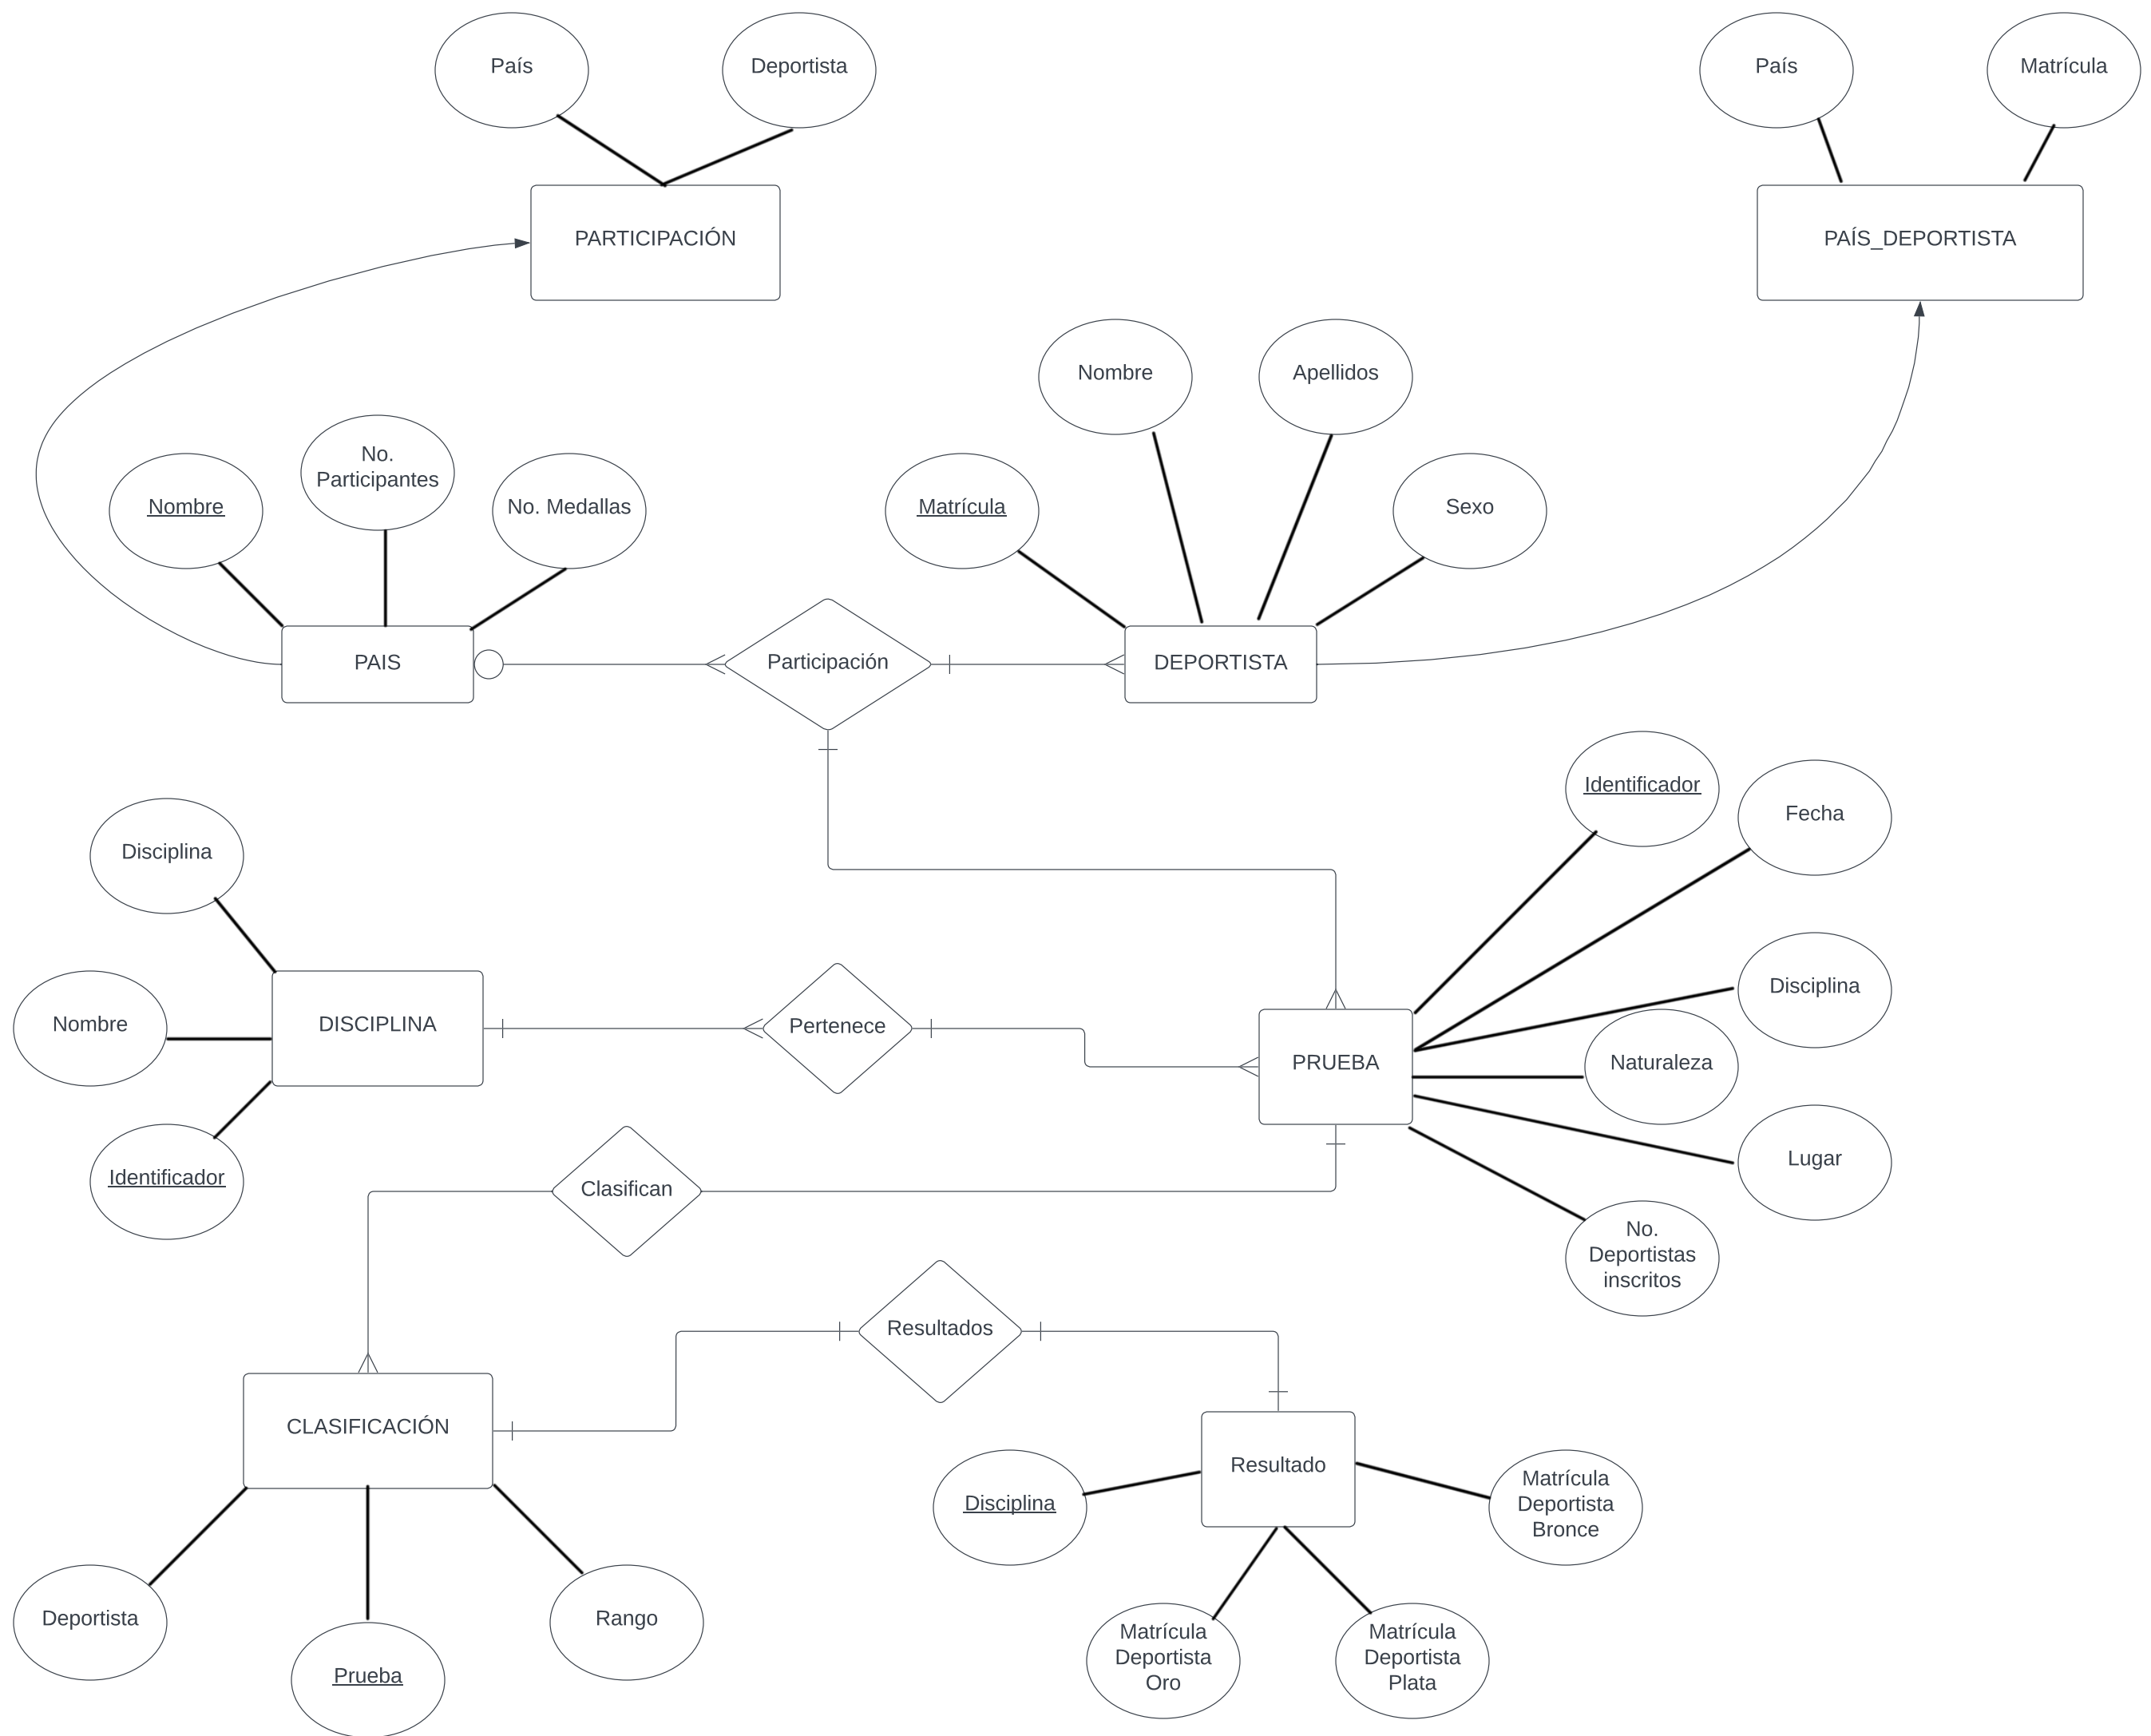 País
Deportista
País
Matrícula
PARTICIPACIÓN
PAÍS_DEPORTISTA
Nombre
Apellidos
No.
Participantes
Nombre
No. Medallas
Matrícula
Sexo
PAIS
Participación
DEPORTISTA
Identificador
Fecha
Disciplina
Disciplina
Nombre
DISCIPLINA
Pertenece
PRUEBA
Naturaleza
Lugar
Identificador
Clasifican
No.
Deportistas
inscritos
Resultados
CLASIFICACIÓN
Resultado
Disciplina
Matrícula
Deportista
Bronce
Deportista
Prueba
Rango
Matrícula
Deportista
Oro
Matrícula
Deportista
Plata